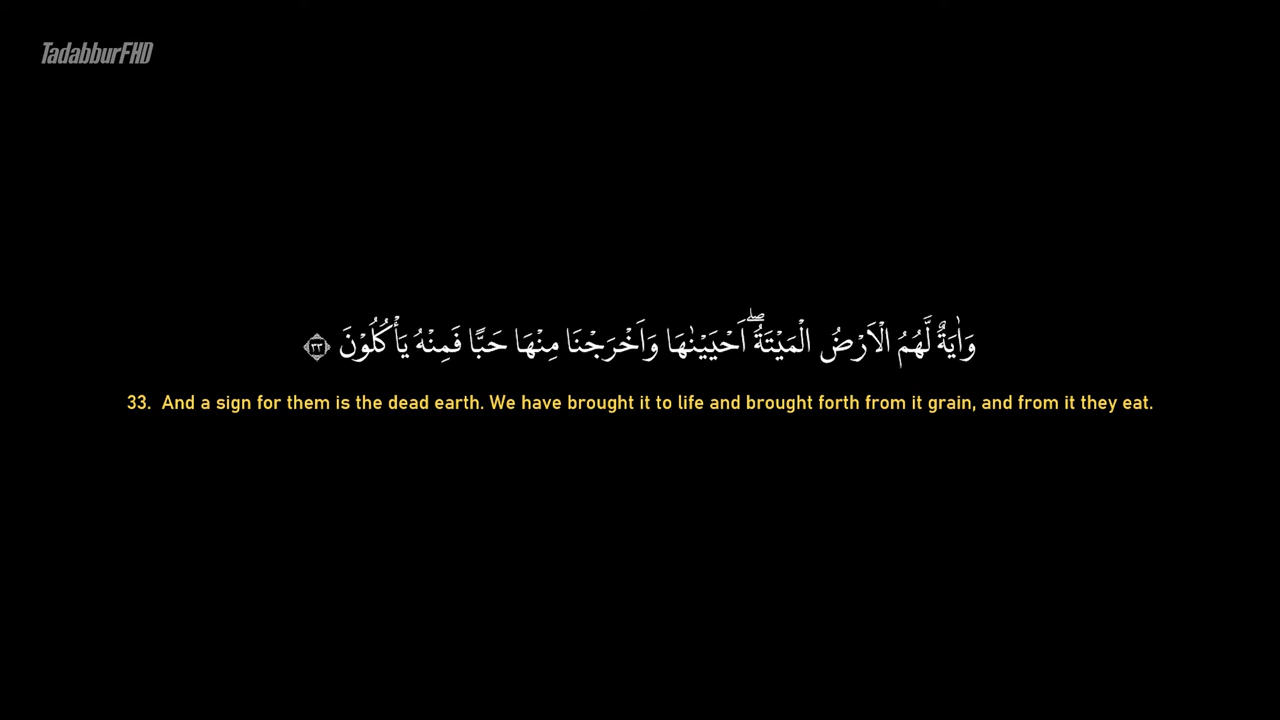 TadabburFHD
وَاٰيَةٌ لَّهُمُ الْاَرْضُ الْمَيْتَةُ ۖ اَحْيَيْنٰهَا وَاَخْرَجْنَا مِنْهَا حَبًّا فَمِنْهُ يَأْكُلُوْنَ ٣٣
33. And a sign for them is the dead earth. We have brought it to life and brought forth from it grain, and from it they eat.